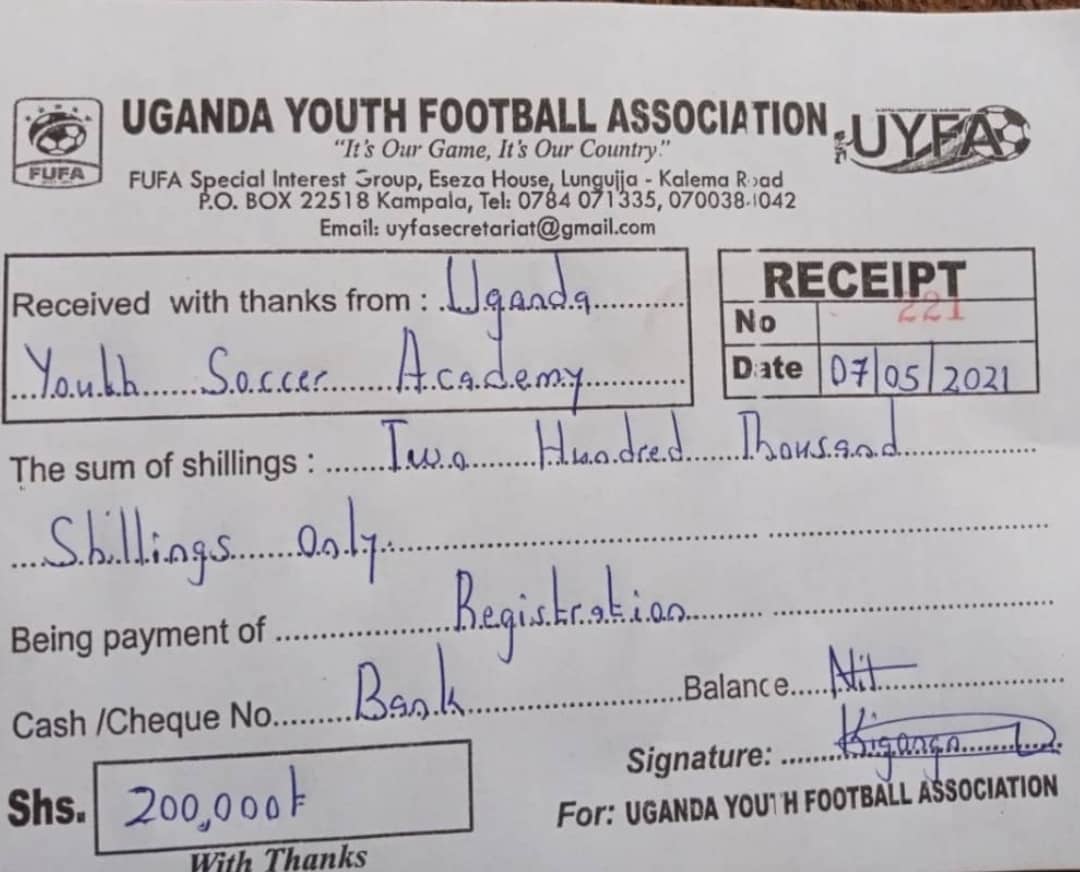 UGANDA YOUTH FOOTBALL ASSOCIATION
"It's Our Game, It's Our Country."
FUFA
UYFA
FUFA Special Interest Group, Eseza House, Lungujja - Kalema Road
P.O. BOX 22518 Kampala, Tel: 0784 071335, 070038 1042
Email: uyfasecretariat@gmail.com
Received with thanks from : Uganda
Youth Soccer Academy
RECEIPT
No 221
Date 07/05/2021
The sum of shillings : Two Hundred Thousand
Shillings only
Being payment of Registration
Cash /Cheque No. Bank Balance Nil
Signature: Kiganga
For: UGANDA YOUTH FOOTBALL ASSOCIATION
Shs. 200,000/=
With Thanks